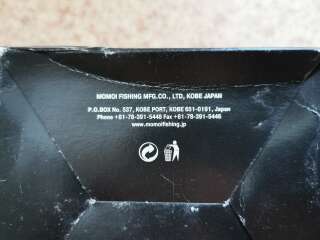 MOMOI FISHING MFG.CO., LTD, KOBE JAPAN
P.O.BOX No. 537, KOBE PORT, KOBE 651-0191, Japan
Phone +81-78-391-5448 Fax +81-78-391-5446
www.momoifishing.jp